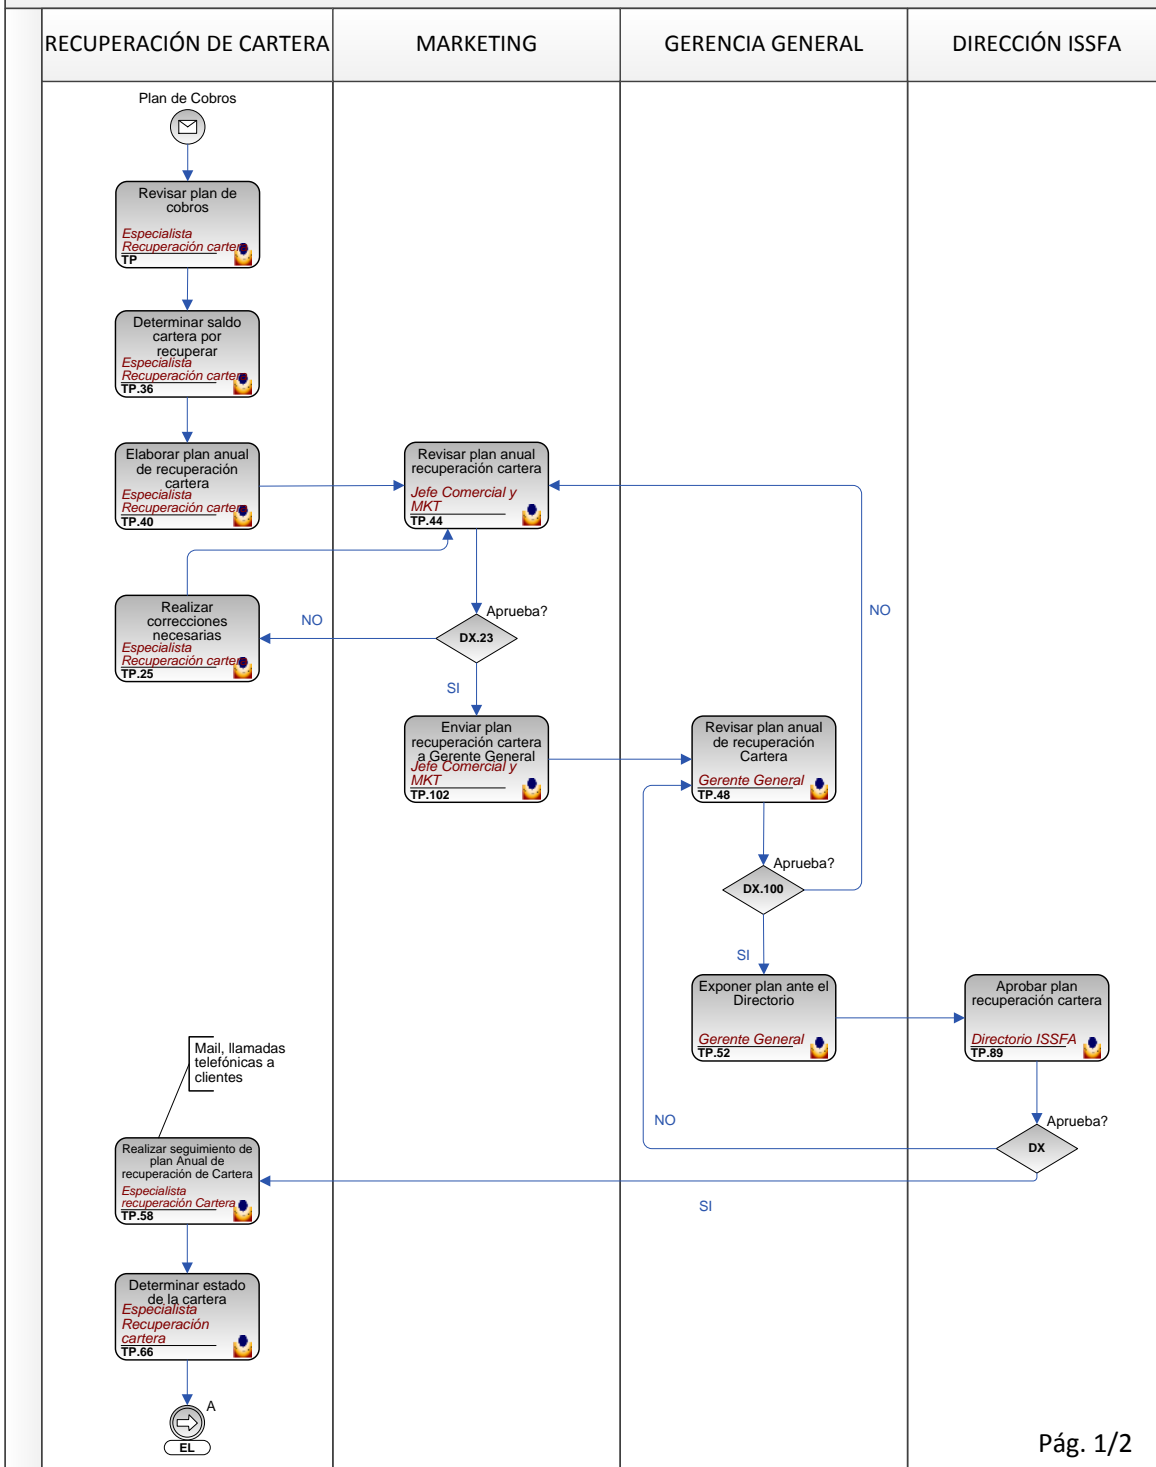 RECUPERACIÓN DE CARTERA
MARKETING
GERENCIA GENERAL
DIRECCIÓN ISSFA
Plan de Cobros
Revisar plan de
cobros
Especialista
Recuperación cartera
TP
Determinar saldo
cartera por
recuperar
Especialista
Recuperación cartera
TP.36
Elaborar plan anual
de recuperación
cartera
Especialista
Recuperación cartera
TP.40
Revisar plan anual
recuperación cartera
Jefe Comercial y
MKT
TP.44
Realizar
correcciones
necesarias
Especialista
Recuperación cartera
TP.25
NO
Aprueba?
DX.23
NO
SI
Enviar plan
recuperación cartera
a Gerente General
Jefe Comercial y
MKT
TP.102
Revisar plan anual
de recuperación
Cartera
Gerente General
TP.48
Aprueba?
DX.100
SI
Exponer plan ante el
Directorio
Gerente General
TP.52
Aprobar plan
recuperación cartera
Directorio ISSFA
TP.89
Mail, llamadas
telefónicas a
clientes
NO
Aprueba?
DX
Realizar seguimiento de
plan Anual de
recuperación de Cartera
Especialista
recuperación Cartera
TP.58
SI
Determinar estado
de la cartera
Especialista
Recuperación
cartera
TP.66
A
EL
Pág. 1/2